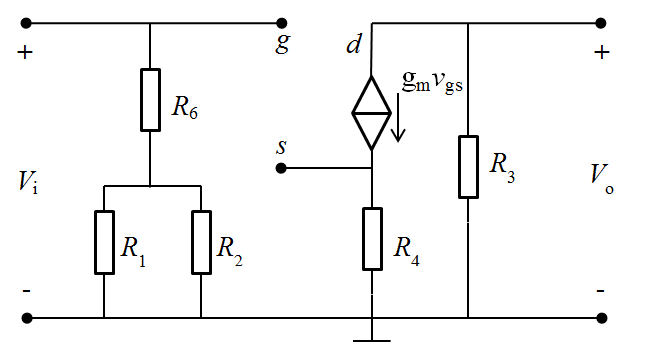 g
d
+
+
gmvgs
R6
s
R3
Vi
Vo
R1
R2
R4
-
-